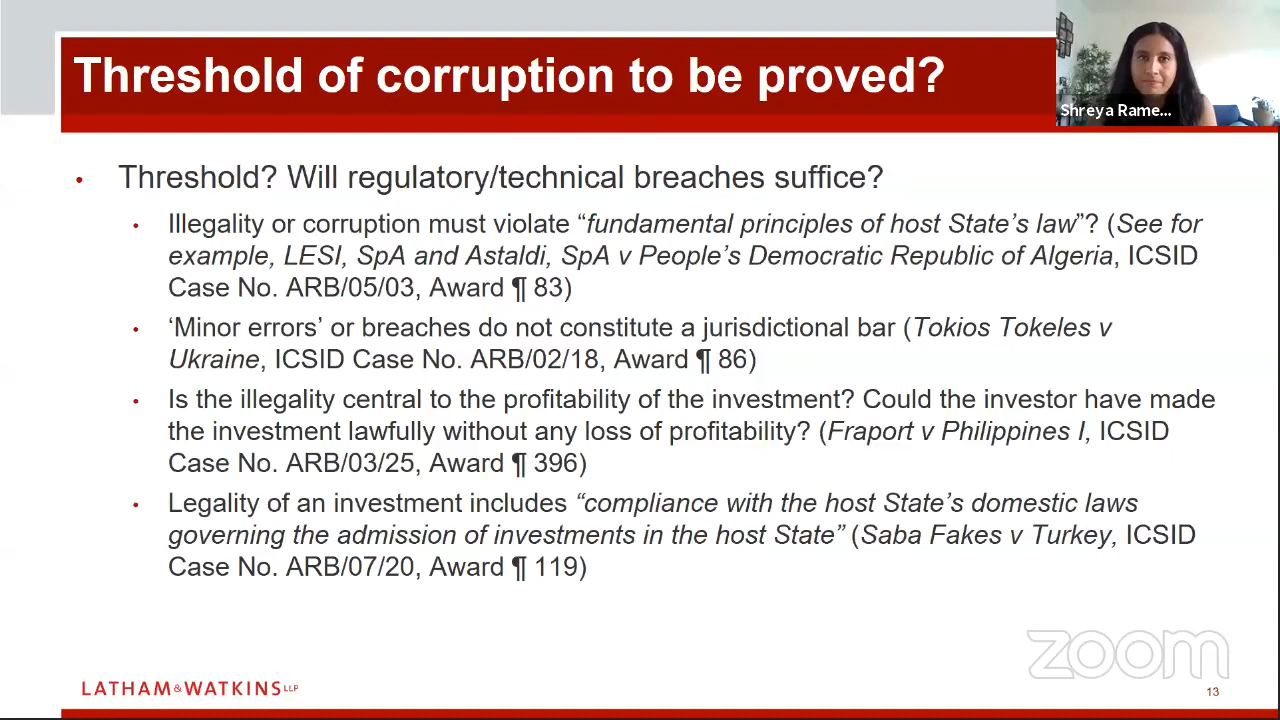 Threshold of corruption to be proved?
Shreya Rame...
• Threshold? Will regulatory/technical breaches suffice?
• Illegality or corruption must violate “fundamental principles of host State’s law”? (See for
example, LESI, SpA and Astaldi, SpA v People’s Democratic Republic of Algeria, ICSID
Case No. ARB/05/03, Award ¶ 83)
• ‘Minor errors’ or breaches do not constitute a jurisdictional bar (Tokios Tokeles v
Ukraine, ICSID Case No. ARB/02/18, Award ¶ 86)
• Is the illegality central to the profitability of the investment? Could the investor have made
the investment lawfully without any loss of profitability? (Fraport v Philippines I, ICSID
Case No. ARB/03/25, Award ¶ 396)
• Legality of an investment includes “compliance with the host State’s domestic laws
governing the admission of investments in the host State” (Saba Fakes v Turkey, ICSID
Case No. ARB/07/20, Award ¶ 119)
zoom
LATHAM&WATKINS LLP
13